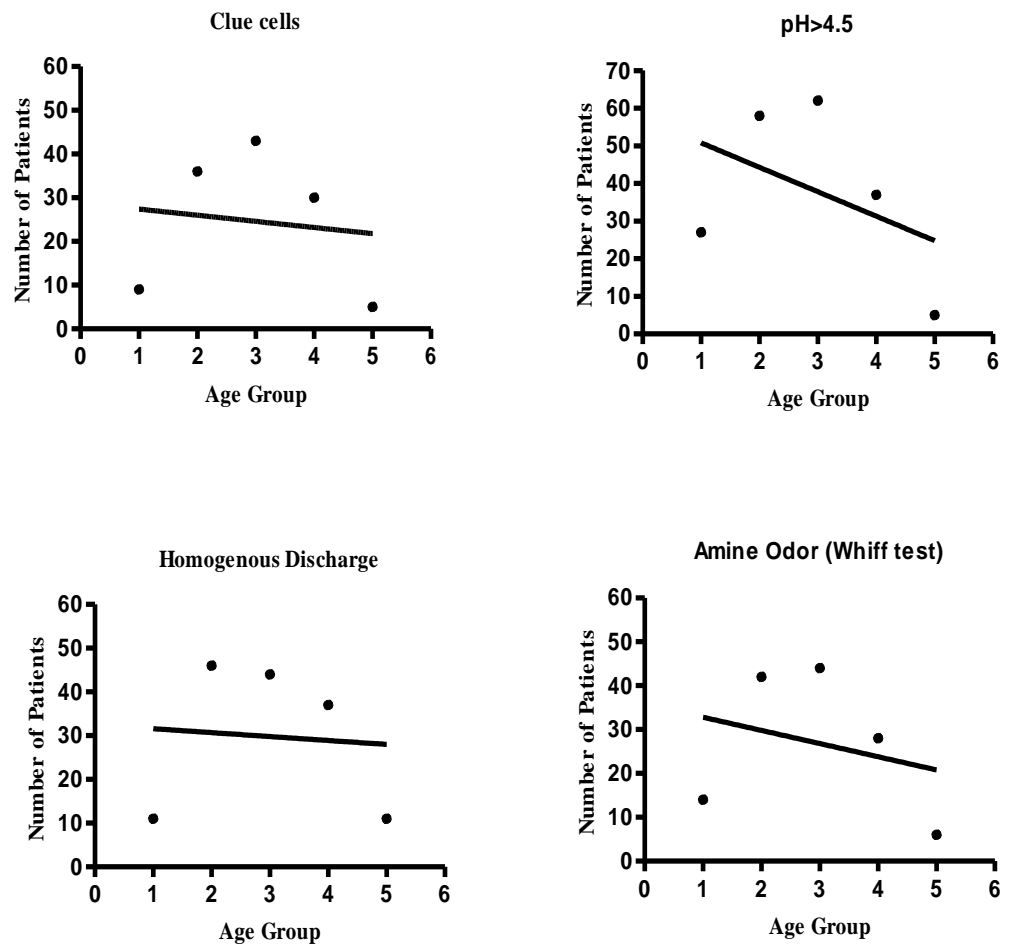 Clue cells
Number of Patients
60
50
40
30
20
10
0
0 1 2 3 4 5 6
Age Group
pH>4.5
Number of Patients
70
60
50
40
30
20
10
0
0 1 2 3 4 5 6
Age Group
Homogenous Discharge
Number of Patients
60
50
40
30
20
10
0
0 1 2 3 4 5 6
Age Group
Amine Odor (Whiff test)
Number of Patients
60
50
40
30
20
10
0
0 1 2 3 4 5 6
Age Group